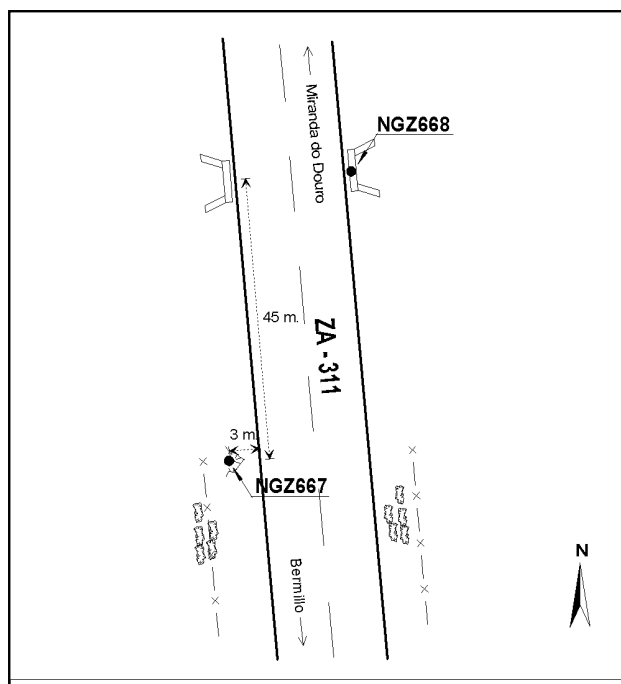 Miranda do Douro
NGZ668
45 m.
ZA - 311
3 m.
NGZ667
Bermillo
N